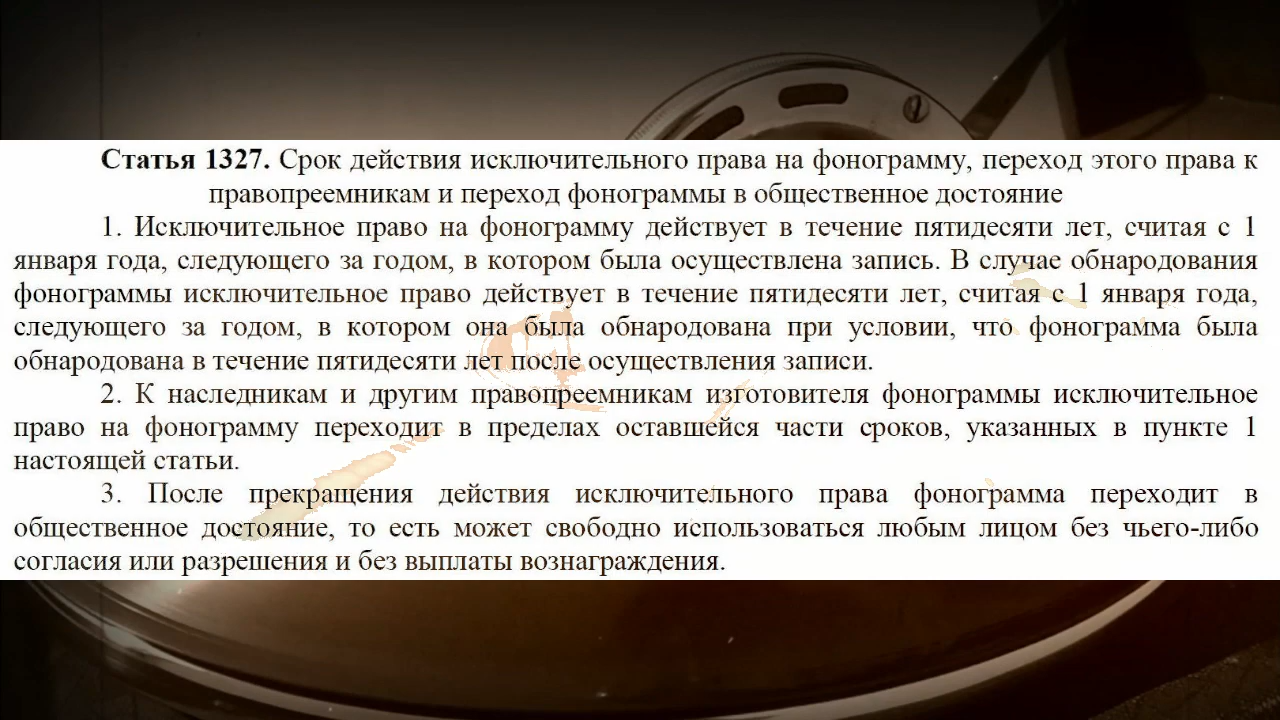 Статья 1327. Срок действия исключительного права на фонограмму, переход этого права к
правопреемникам и переход фонограммы в общественное достояние
1. Исключительное право на фонограмму действует в течение пятидесяти лет, считая с 1
января года, следующего за годом, в котором была осуществлена запись. В случае обнародования
фонограммы исключительное право действует в течение пятидесяти лет, считая с 1 января года,
следующего за годом, в котором она была обнародована при условии, что фонограмма была
обнародована в течение пятидесяти лет после осуществления записи.
2. К наследникам и другим правопреемникам изготовителя фонограммы исключительное
право на фонограмму переходит в пределах оставшейся части сроков, указанных в пункте 1
настоящей статьи.
3. После прекращения действия исключительного права фонограмма переходит в
общественное достояние, то есть может свободно использоваться любым лицом без чьего-либо
согласия или разрешения и без выплаты вознаграждения.